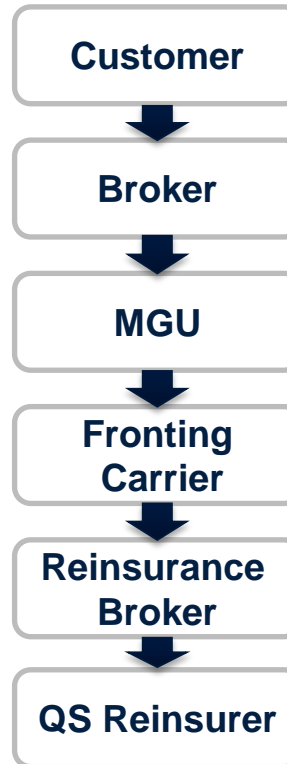 Customer
Broker
MGU
Fronting
Carrier
Reinsurance
Broker
QS Reinsurer